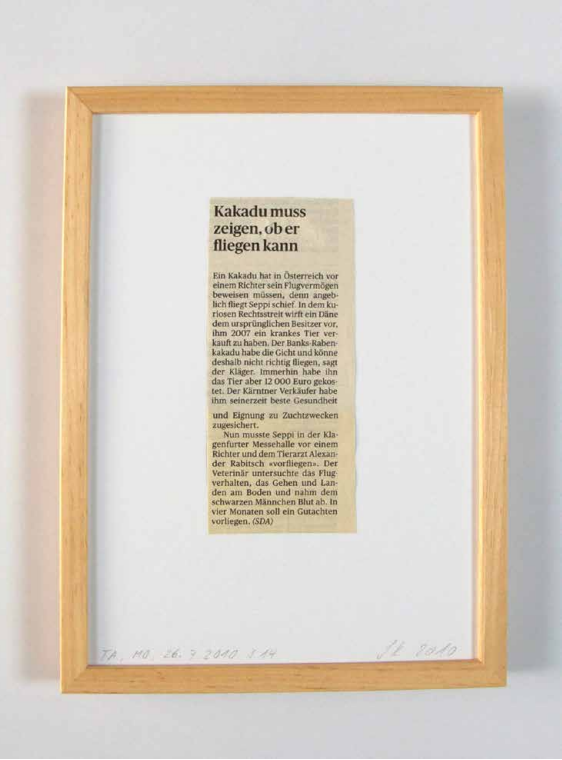 Kakadu muss
zeigen, ob er
fliegen kann
Ein Kakadu hat in Österreich vor
einem Richter sein Flugvermögen
beweisen müssen, denn angeb-
lich fliegt Seppi schief. In dem ku-
riosen Rechtsstreit wirft ein Däne
dem ursprünglichen Besitzer vor,
ihm 2007 ein krankes Tier ver-
kauft zu haben. Der Banks-Raben-
kakadu habe die Gicht und könne
deshalb nicht richtig fliegen, sagt
der Kläger. Immerhin habe ihn
das Tier aber 12 000 Euro gekos-
tet. Der Kärntner Verkäufer habe
ihm seinerzeit beste Gesundheit
und Eignung zu Zuchtzwecken
zugesichert.
Nun musste Seppi in der Kla-
genfurter Messehalle vor einem
Richter und dem Tierarzt Alexan-
der Rabitsch «vorfliegen». Der
Veterinär untersuchte das Flug-
verhalten, das Gehen und Lan-
den am Boden und nahm dem
schwarzen Männchen Blut ab. In
vier Monaten soll ein Gutachten
vorliegen. (SDA)
TA, MO. 26. 7 2010 S 14